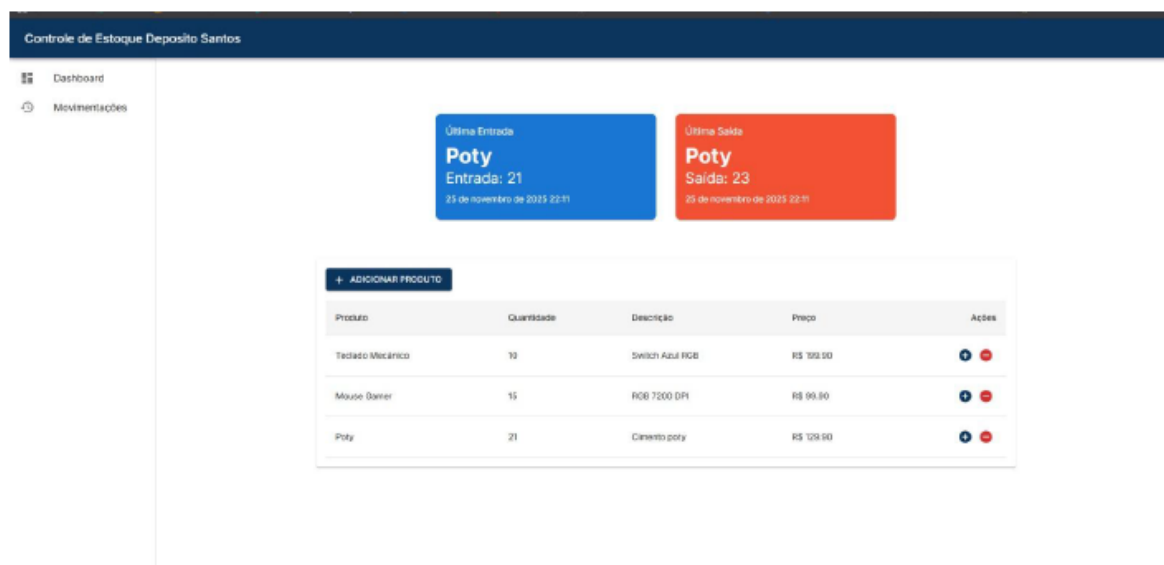 Controle de Estoque Deposito Santos
Dashboard
Movimentações
Última Entrada
Poty
Entrada: 21
25 de novembro de 2025 22:11
Última Saída
Poty
Saída: 23
25 de novembro de 2025 22:11
+ ADICIONAR PRODUTO
Produto Quantidade Descrição Preço Ações
Teclado Mecânico 10 Switch Azul RGB R$
Mouse Gamer 15 RGB 7200 DPI R$
Poty 21 Cimento poty R$ 129.90